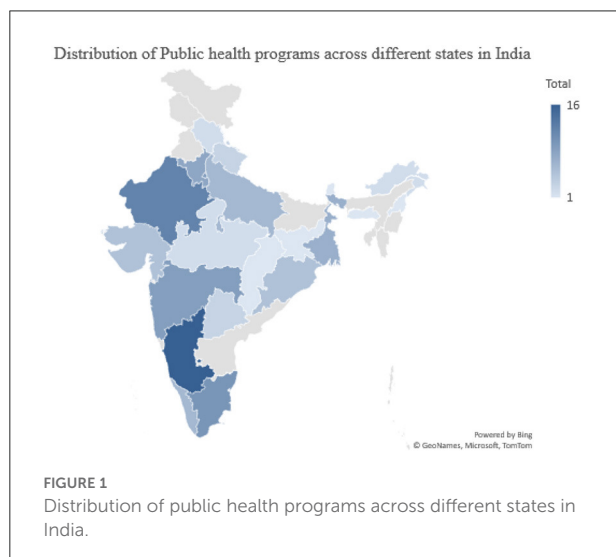 Distribution of Public health programs across different states in India
Total
16
1
Powered by Bing
© GeoNames, Microsoft, TomTom
FIGURE 1
Distribution of public health programs across different states in
India.